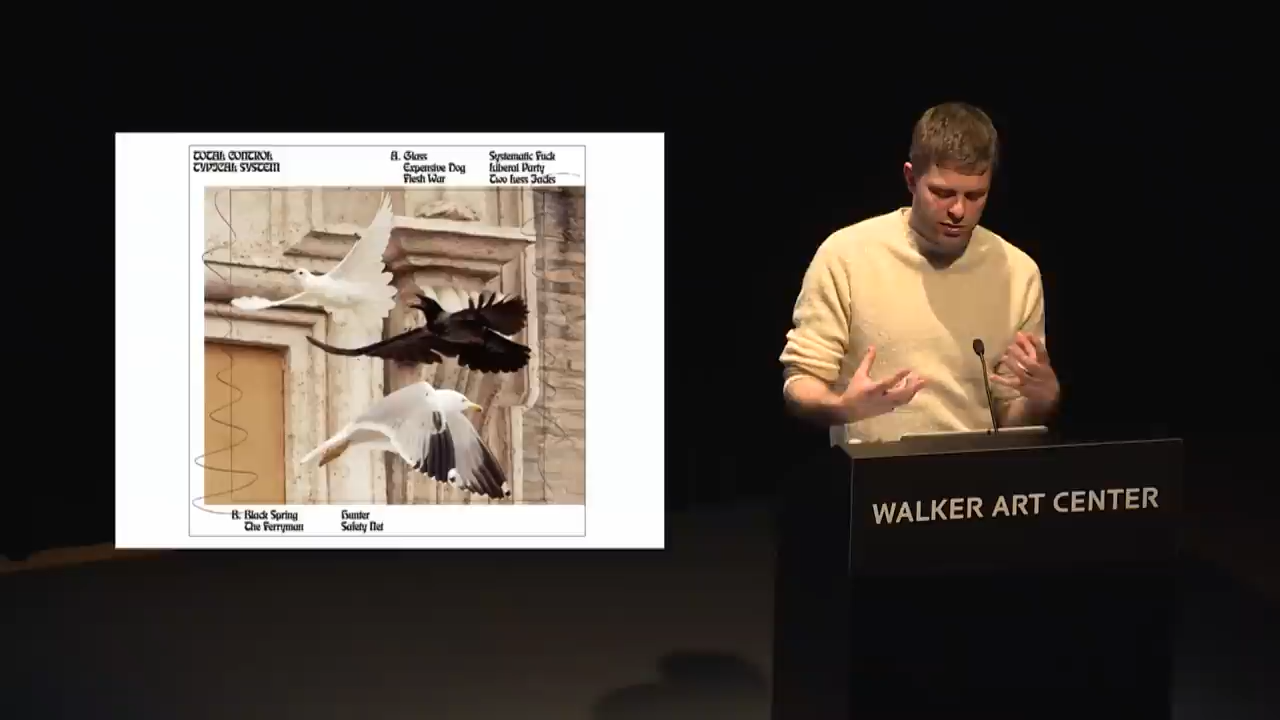 TOTAL CONTROL
TYPICAL SYSTEM
A. Glass
Expensive Dog
Flesh War
Systematic Fuck
Liberal Party
Two Less Jacks
B. Black Spring
The Ferryman
Hunter
Safety Net
WALKER ART CENTER